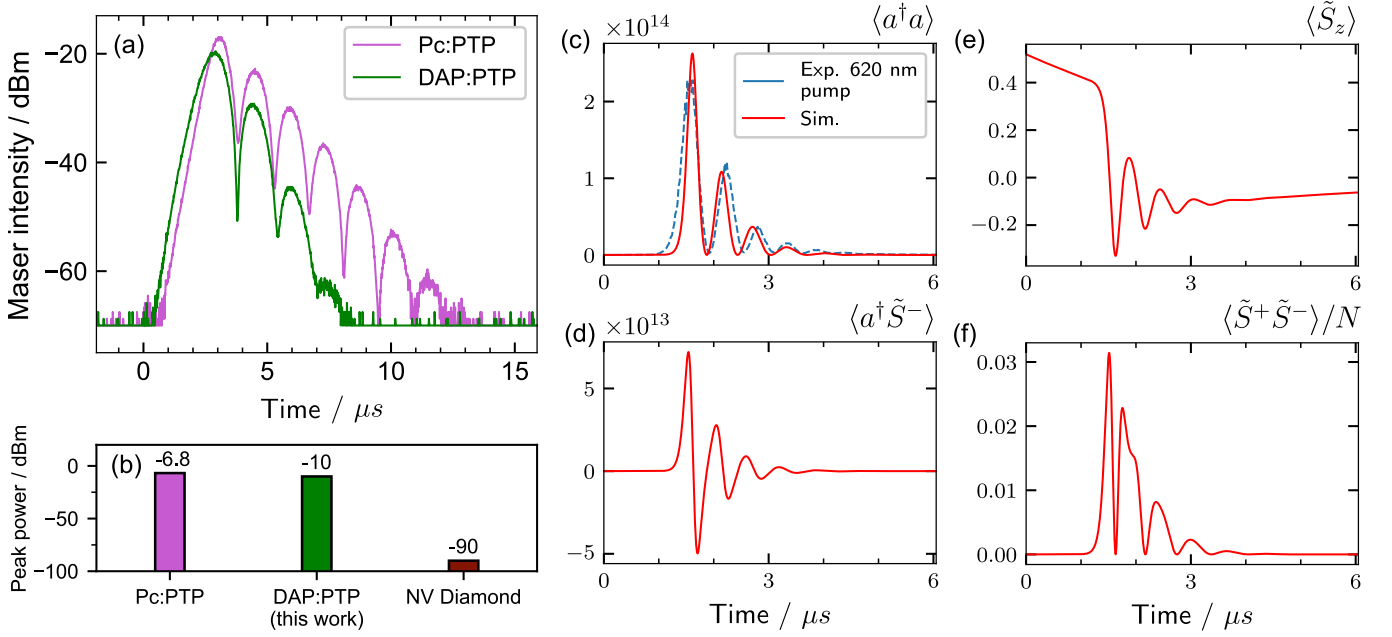 (a)
Pc:PTP
DAP:PTP
Maser intensity / dBm
−20
−40
−60
0
5
10
15
Time / μs
(b)
Peak power / dBm
0
−50
−100
-6.8
-10
-90
Pc:PTP
DAP:PTP
(this work)
NV Diamond
(c)
×10¹⁴
⟨a†a⟩
Exp. 620 nm
pump
Sim.
2
1
0
0
3
6
(d)
×10¹³
⟨a†S̃⁻⟩
5
0
−5
0
3
6
Time / μs
(e)
⟨S̃z⟩
0.4
0.0
−0.2
0
3
6
(f)
⟨S̃⁺S̃⁻⟩/N
0.03
0.02
0.01
0.00
0
3
6
Time / μs